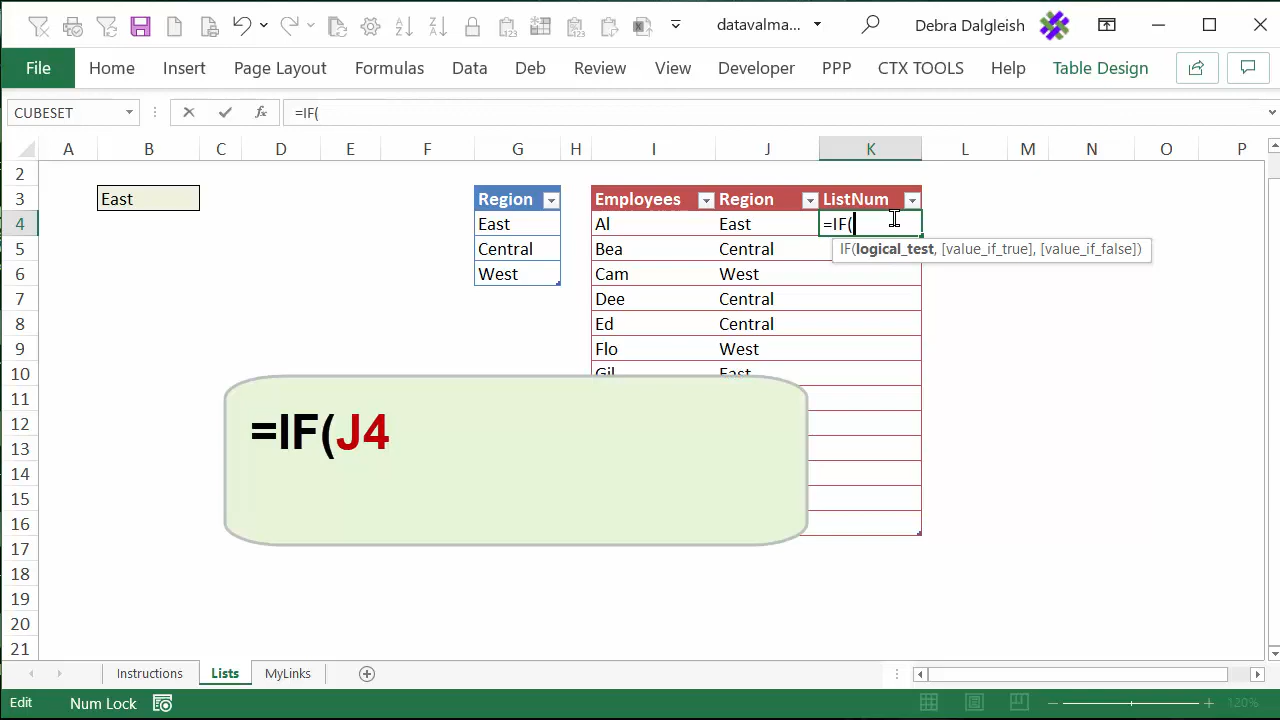 datavalma... Debra Dalgleish
File Home Insert Page Layout Formulas Data Deb Review View Developer PPP CTX TOOLS Help Table Design
CUBESET =IF(
A B C D E F G H I J K L M N O P
2
3 East Region Employees Region ListNum
4 East Al East =IF(
IF(logical_test, [value_if_true], [value_if_false])
5 Central Bea Central
6 West Cam West
7 Dee Central
8 Ed Central
9 Flo West
10 Gil East
11
12
=IF(J4
13
14
15
16
17
18
19
20
21
Instructions Lists MyLinks
Edit Num Lock 120%